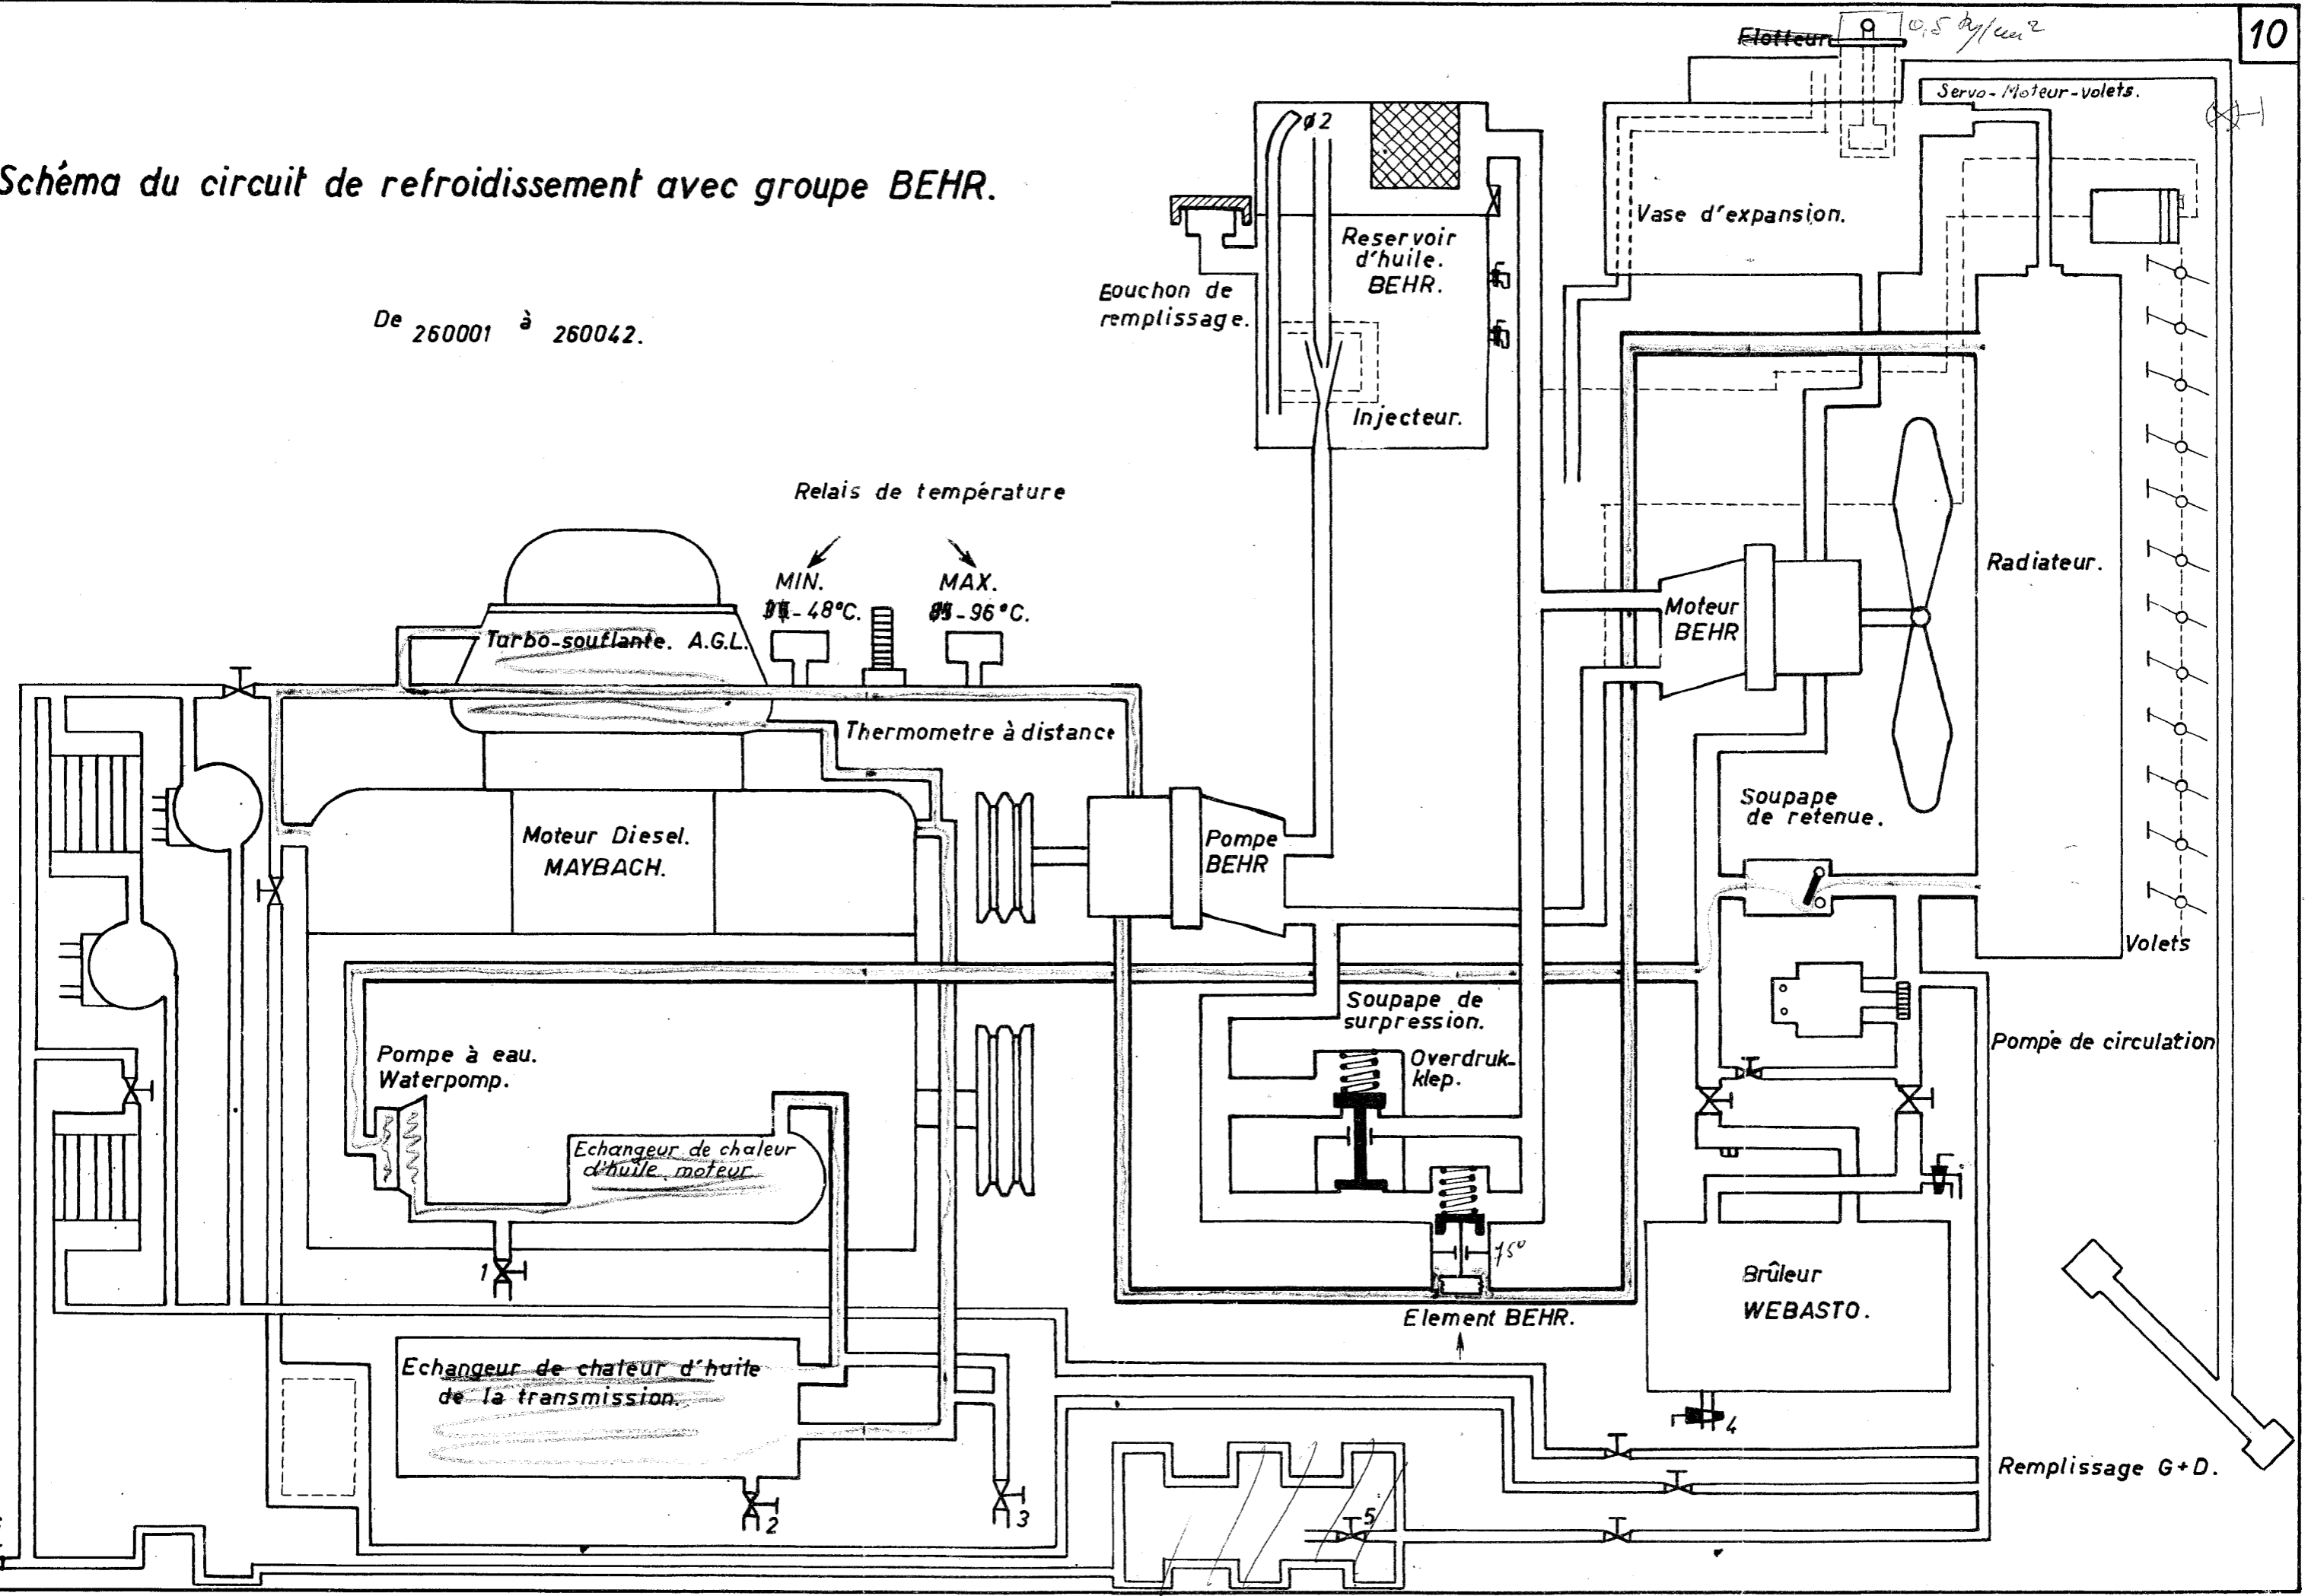 10
0,5 kg/cm²
Flotteur
Servo-Moteur-volets.
Schéma du circuit de refroidissement avec groupe BEHR.
ø2
Vase d'expansion.
Reservoir
d'huile.
BEHR.
Eouchon de
remplissage.
De 260001 à 260042.
Injecteur.
Relais de température
MIN.
- 48°C.
MAX.
- 96°C.
Radiateur.
Moteur
BEHR
Turbo-souflante. A.G.L.
Thermometre à distance
Soupape
de retenue.
Moteur Diesel.
MAYBACH.
Pompe
BEHR
Volets
Soupape de
surpression.
Pompe de circulation
Pompe à eau.
Waterpomp.
Overdruk-
klep.
Echangeur de chaleur
d'huile moteur
75°
1
Brûleur
WEBASTO.
Element BEHR.
Echangeur de chaleur d'huile
de la transmission.
4
Remplissage G+D.
2
3
5